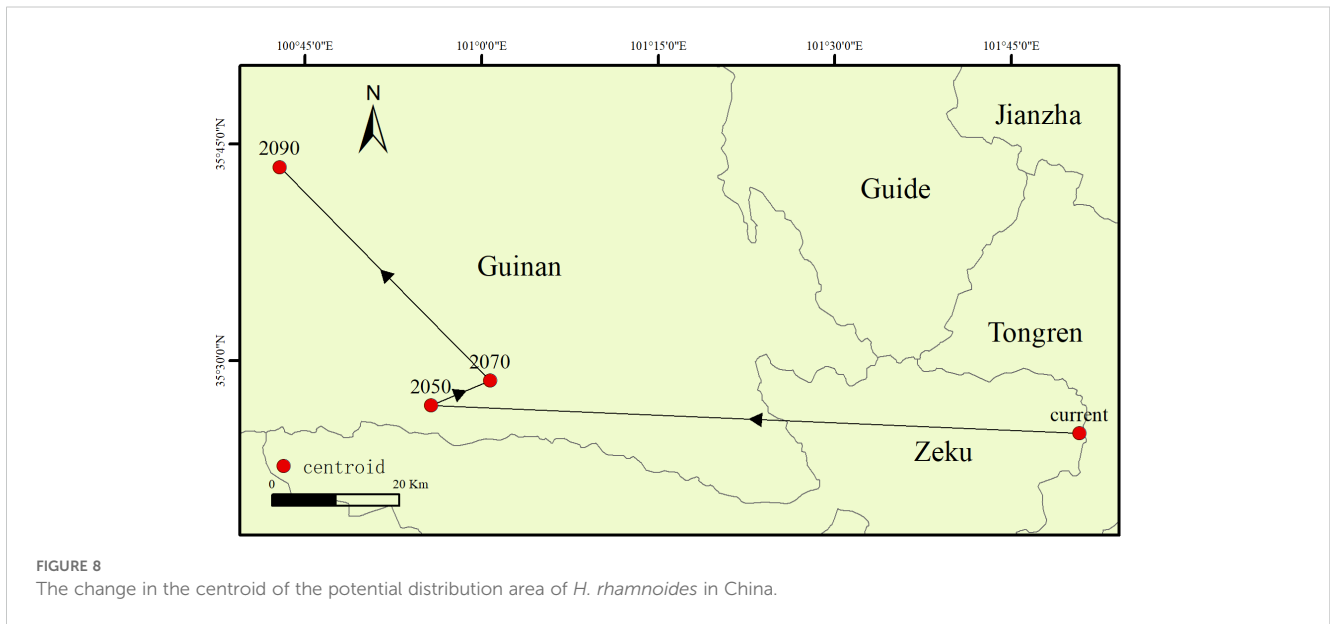 100°45'0"E 101°0'0"E 101°15'0"E 101°30'0"E 101°45'0"E
N
Jianzha
35°45'0"N
2090
Guide
Guinan
Tongren
35°30'0"N
2070
2050
current
Zeku
centroid
0 20 Km
FIGURE 8
The change in the centroid of the potential distribution area of H. rhamnoides in China.